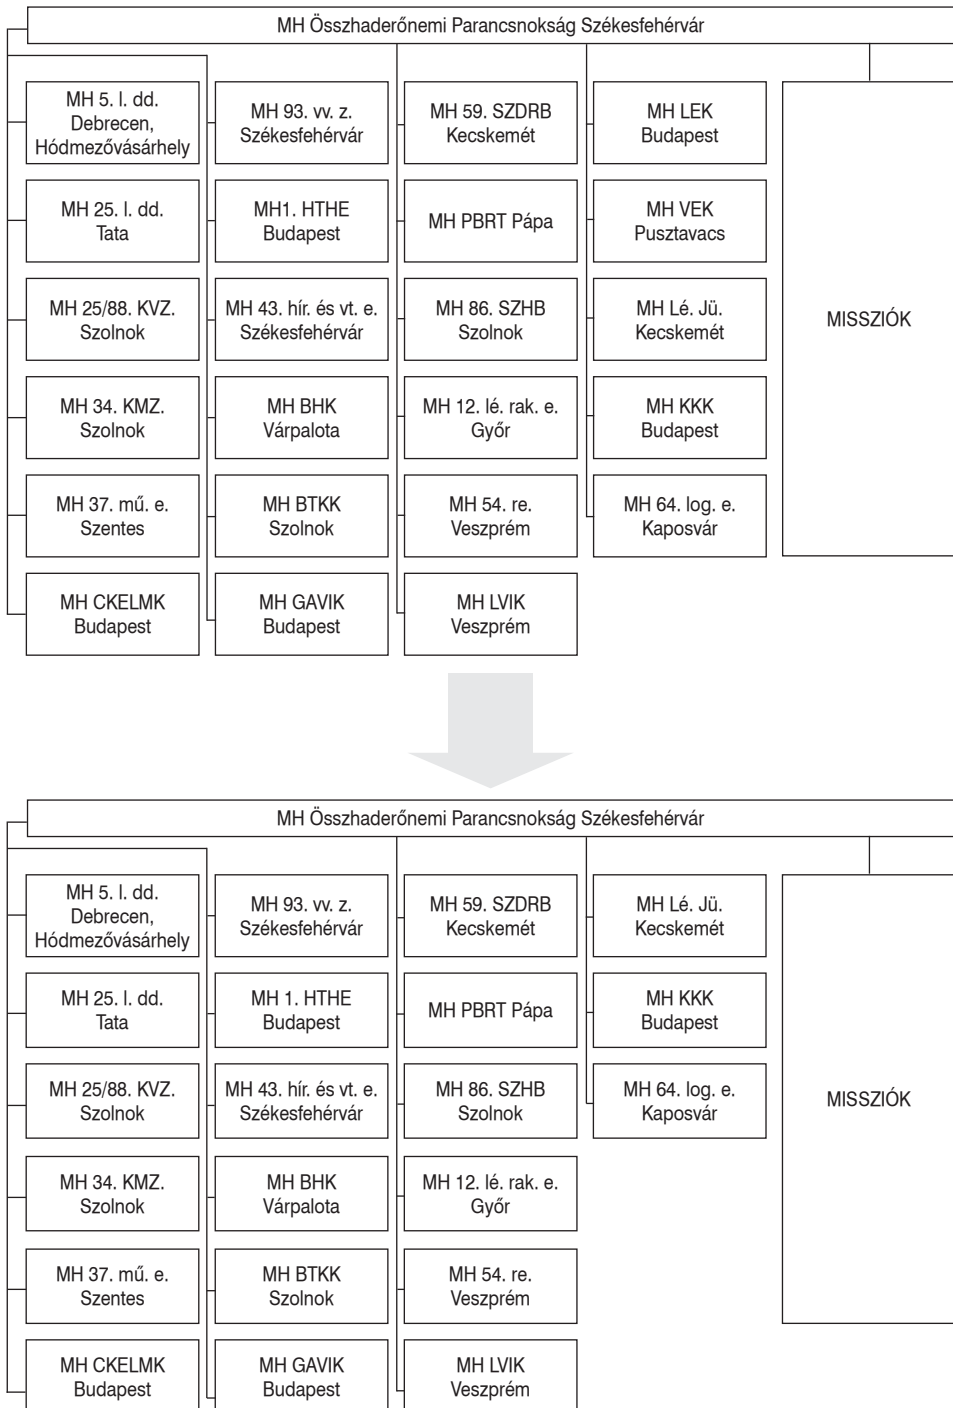 MH Összhaderőnemi Parancsnokság Székesfehérvár
MH 5. l. dd.
Debrecen,
Hódmezővásárhely
MH 25. l. dd.
Tata
MH 25/88. KVZ.
Szolnok
MH 34. KMZ.
Szolnok
MH 37. mű. e.
Szentes
MH CKELMK
Budapest
MH 93. vv. z.
Székesfehérvár
MH1. HTHE
Budapest
MH 43. hír. és vt. e.
Székesfehérvár
MH BHK
Várpalota
MH BTKK
Szolnok
MH GAVIK
Budapest
MH 59. SZDRB
Kecskemét
MH PBRT Pápa
MH 86. SZHB
Szolnok
MH 12. lé. rak. e.
Győr
MH 54. re.
Veszprém
MH LVIK
Veszprém
MH LEK
Budapest
MH VEK
Pusztavacs
MH Lé. Jü.
Kecskemét
MH KKK
Budapest
MH 64. log. e.
Kaposvár
MISSZIÓK
MH Összhaderőnemi Parancsnokság Székesfehérvár
MH 5. l. dd.
Debrecen,
Hódmezővásárhely
MH 25. l. dd.
Tata
MH 25/88. KVZ.
Szolnok
MH 34. KMZ.
Szolnok
MH 37. mű. e.
Szentes
MH CKELMK
Budapest
MH 93. vv. z.
Székesfehérvár
MH 1. HTHE
Budapest
MH 43. hír. és vt. e.
Székesfehérvár
MH BHK
Várpalota
MH BTKK
Szolnok
MH GAVIK
Budapest
MH 59. SZDRB
Kecskemét
MH PBRT Pápa
MH 86. SZHB
Szolnok
MH 12. lé. rak. e.
Győr
MH 54. re.
Veszprém
MH LVIK
Veszprém
MH Lé. Jü.
Kecskemét
MH KKK
Budapest
MH 64. log. e.
Kaposvár
MISSZIÓK